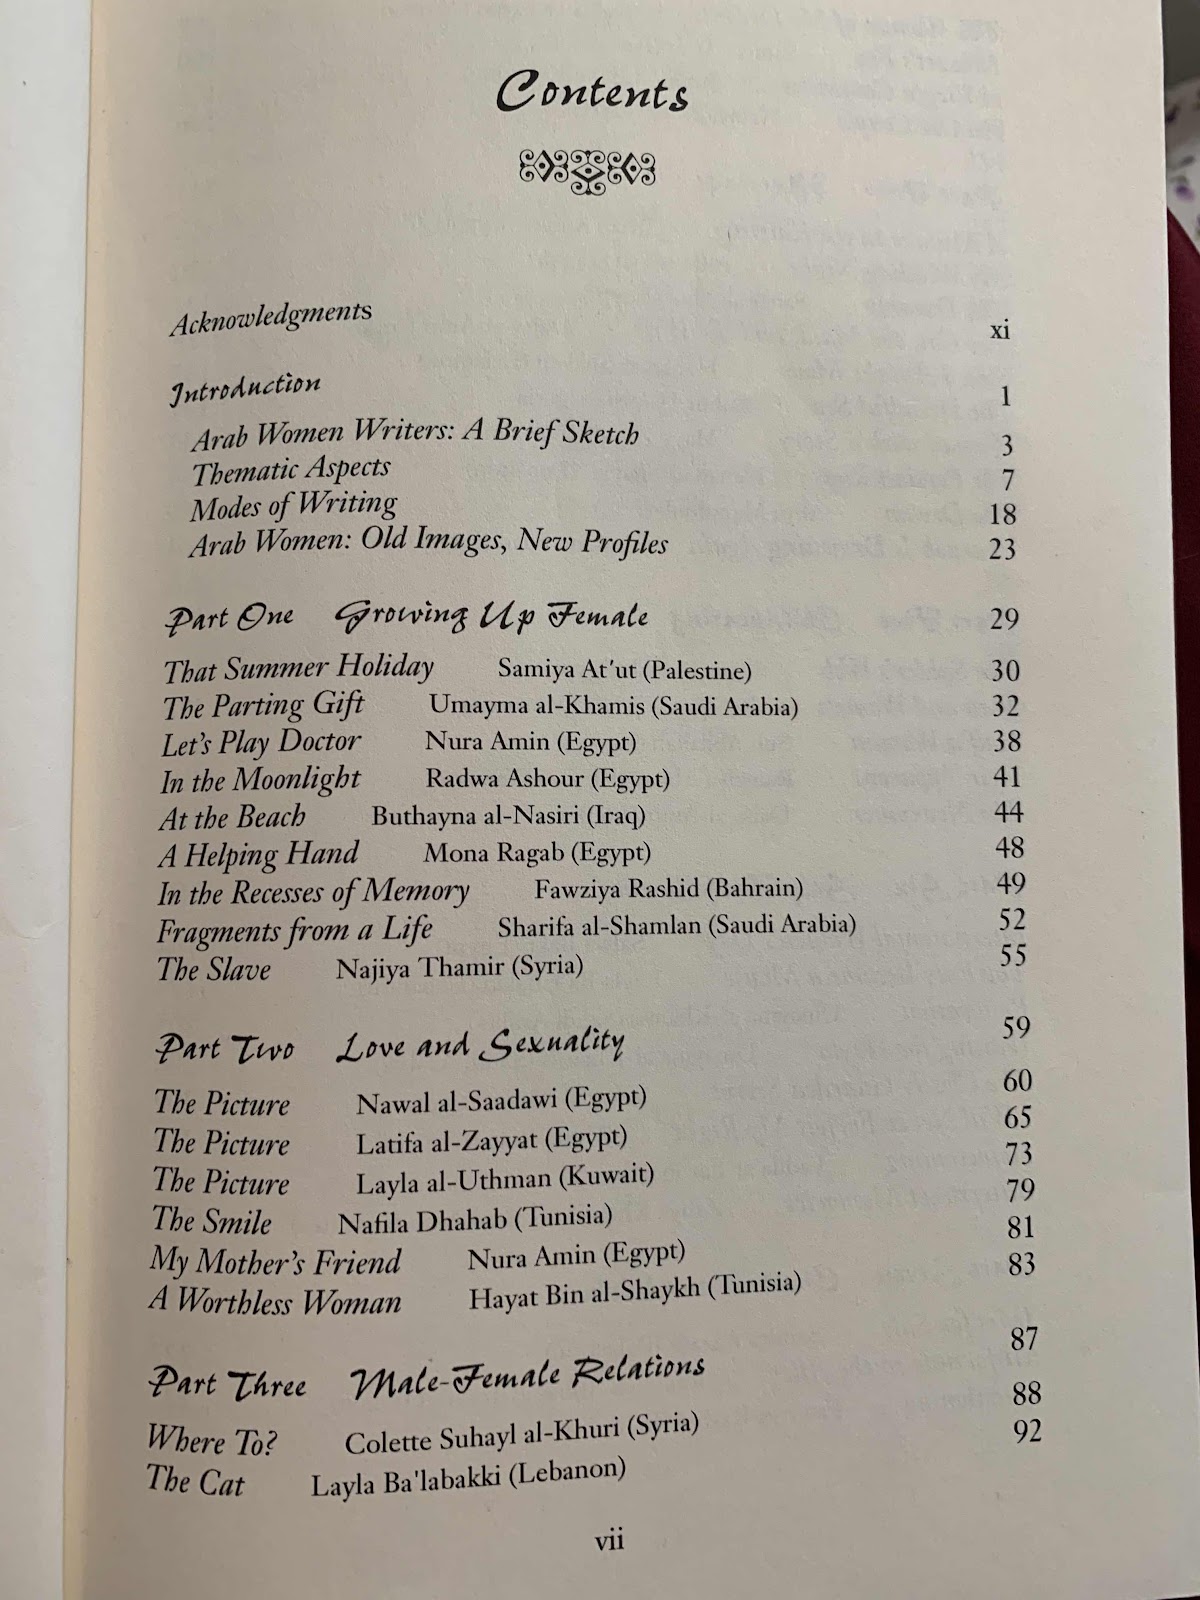 Contents
Acknowledgments xi
Introduction 1
Arab Women Writers: A Brief Sketch 3
Thematic Aspects 7
Modes of Writing 18
Arab Women: Old Images, New Profiles 23
Part One Growing Up Female 29
That Summer Holiday Samiya At'ut (Palestine) 30
The Parting Gift Umayma al-Khamis (Saudi Arabia) 32
Let's Play Doctor Nura Amin (Egypt) 38
In the Moonlight Radwa Ashour (Egypt) 41
At the Beach Buthayna al-Nasiri (Iraq) 44
A Helping Hand Mona Ragab (Egypt) 48
In the Recesses of Memory Fawziya Rashid (Bahrain) 49
Fragments from a Life Sharifa al-Shamlan (Saudi Arabia) 52
The Slave Najiya Thamir (Syria) 55
Part Two Love and Sexuality 59
The Picture Nawal al-Saadawi (Egypt) 60
The Picture Latifa al-Zayyat (Egypt) 65
The Picture Layla al-Uthman (Kuwait) 73
The Smile Nafila Dhahab (Tunisia) 79
My Mother's Friend Nura Amin (Egypt) 81
A Worthless Woman Hayat Bin al-Shaykh (Tunisia) 83
Part Three Male-Female Relations 87
Where To? Colette Suhayl al-Khuri (Syria) 88
The Cat Layla Ba'labakki (Lebanon) 92
vii